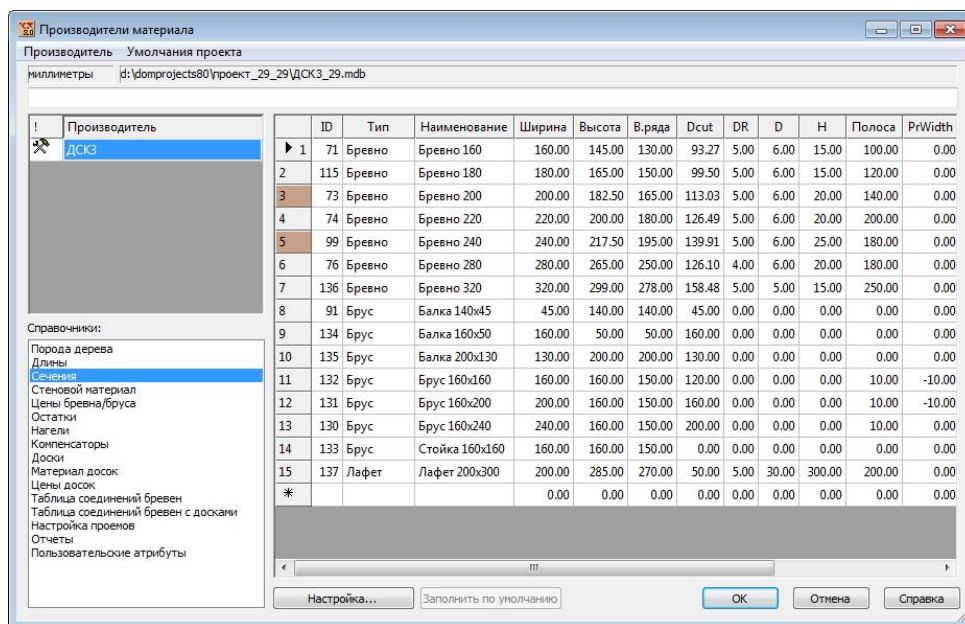 Производители материала
Производитель Умолчания проекта
миллиметры d:\domprojects80\проект_29_29\ДСК3_29.mdb
! Производитель
ДСК3
ID Тип Наименование Ширина Высота В.ряда Dcut DR D H Полоса PrWidth
1 71 Бревно Бревно 160 160.00 145.00 130.00 93.27 5.00 6.00 15.00 100.00 0.00
2 115 Бревно Бревно 180 180.00 165.00 150.00 99.50 5.00 6.00 15.00 120.00 0.00
3 73 Бревно Бревно 200 200.00 182.50 165.00 113.03 5.00 6.00 20.00 140.00 0.00
4 74 Бревно Бревно 220 220.00 200.00 180.00 126.49 5.00 6.00 20.00 200.00 0.00
5 99 Бревно Бревно 240 240.00 217.50 195.00 139.91 5.00 6.00 25.00 180.00 0.00
6 76 Бревно Бревно 280 280.00 265.00 250.00 126.10 4.00 6.00 20.00 180.00 0.00
7 136 Бревно Бревно 320 320.00 299.00 278.00 158.48 5.00 5.00 15.00 250.00 0.00
8 91 Брус Балка 140x45 45.00 140.00 140.00 45.00 0.00 0.00 0.00 0.00 0.00
9 134 Брус Балка 160x50 160.00 50.00 50.00 160.00 0.00 0.00 0.00 0.00 0.00
10 135 Брус Балка 200x130 130.00 200.00 200.00 130.00 0.00 0.00 0.00 0.00 0.00
11 132 Брус Брус 160x160 160.00 160.00 150.00 120.00 0.00 0.00 0.00 10.00 -10.00
12 131 Брус Брус 160x200 200.00 160.00 150.00 160.00 0.00 0.00 0.00 10.00 -10.00
13 130 Брус Брус 160x240 240.00 160.00 150.00 200.00 0.00 0.00 0.00 10.00 0.00
14 133 Брус Стойка 160x160 160.00 160.00 150.00 0.00 0.00 0.00 0.00 0.00 0.00
15 137 Лафет Лафет 200x300 200.00 285.00 270.00 50.00 5.00 30.00 300.00 200.00 0.00
* 0.00 0.00 0.00 0.00 0.00 0.00 0.00 0.00 0.00
Справочники:
Порода дерева
Длины
Сечения
Стеновой материал
Цены бревна/бруса
Остатки
Нагели
Компенсаторы
Доски
Материал досок
Цены досок
Таблица соединений бревен
Таблица соединений бревен с досками
Настройка проемов
Отчеты
Пользовательские атрибуты
Настройка... Заполнить по умолчанию OK Отмена Справка